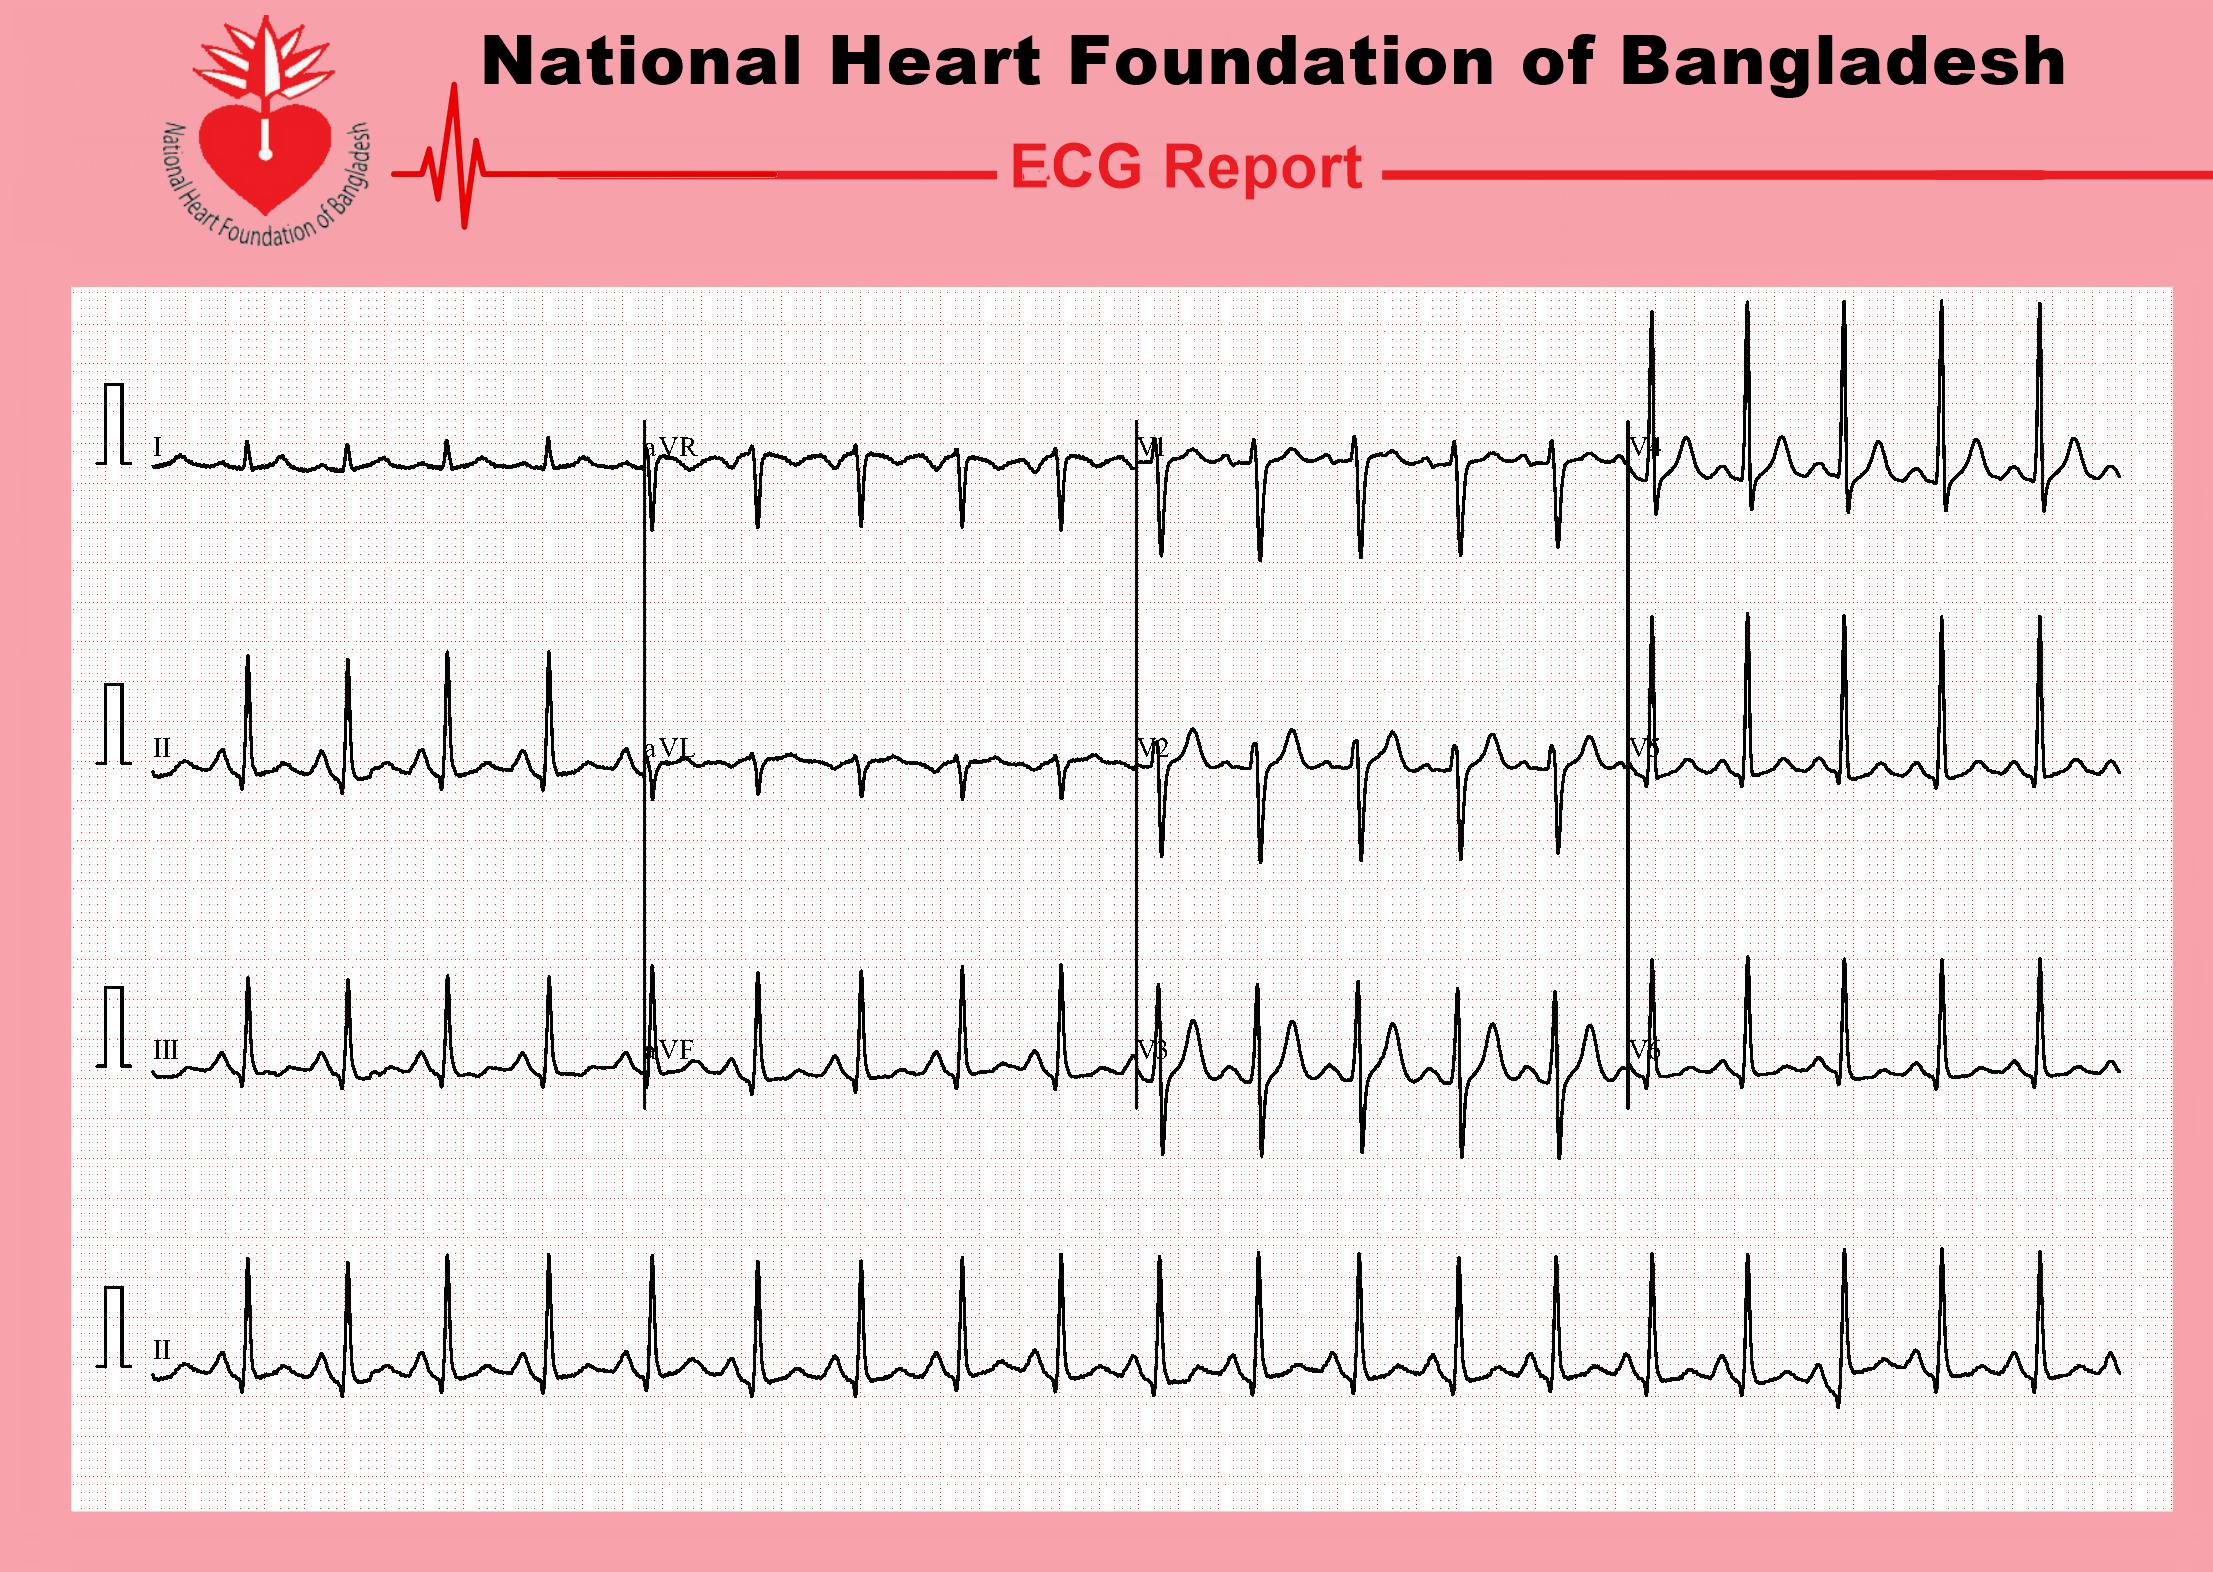 National Heart Foundation of Bangladesh
National Heart Foundation of Bangladesh
ECG Report
I aVR V1 V4
II aVL V2 V5
III aVF V3 V6
II